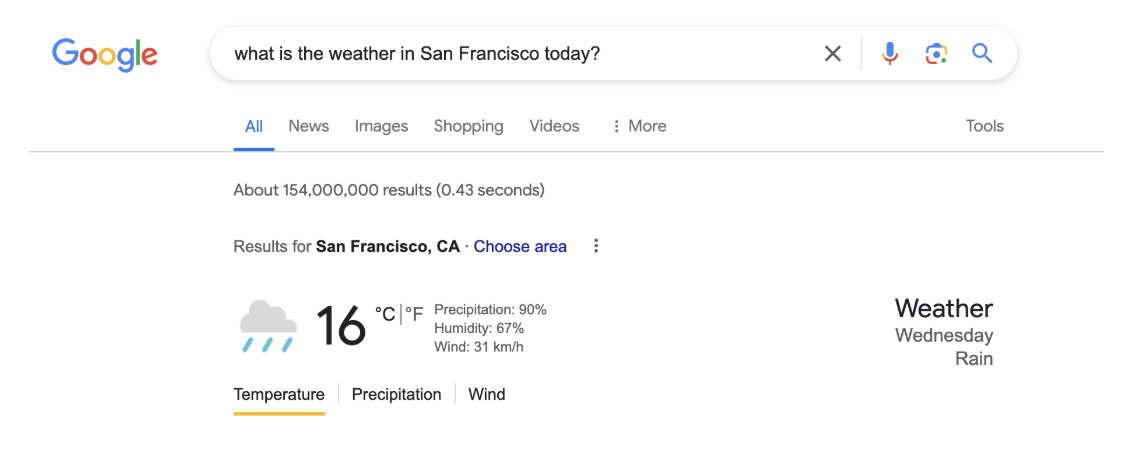 Google
what is the weather in San Francisco today?
All News Images Shopping Videos More Tools
About 154,000,000 results (0.43 seconds)
Results for San Francisco, CA · Choose area
16 °C|°F
Precipitation: 90%
Humidity: 67%
Wind: 31 km/h
Weather
Wednesday
Rain
Temperature Precipitation Wind